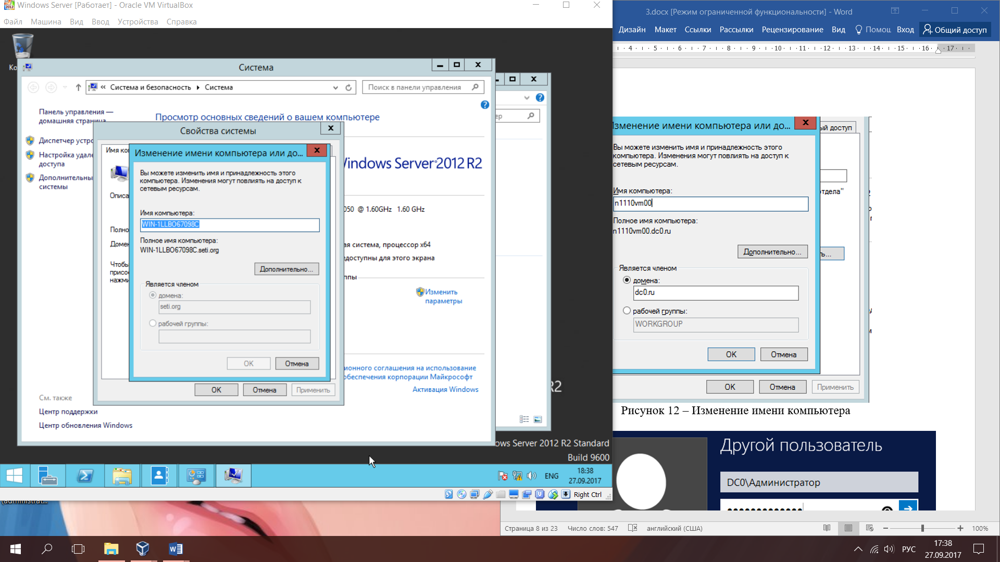 Windows Server [Работает] - Oracle VM VirtualBox
Файл Машина Вид Ввод Устройства Справка
Ко
Система
Система и безопасность Система
Поиск в панели управления
Панель управления —
домашняя страница
Диспетчер устро
Настройка удале
доступа
Дополнительны
системы
См. также
Центр поддержки
Центр обновления Windows
Просмотр основных сведений о вашем компьютере
Windows Server 2012 R2
050 @ 1.60GHz 1.60 GHz
ая система, процессор x64
едоступны для этого экрана
ппы
Изменить
параметры
ионного соглашения на использование
обеспечения корпорации Майкрософт
Активация Windows
ер
Свойства системы
Имя ко
Описа
Полно
Домен
Чтобы
присо
нажми
OK Отмена Применить
Изменение имени компьютера или до...
Вы можете изменить имя и принадлежность этого
компьютера. Изменения могут повлиять на доступ к
сетевым ресурсам.
Имя компьютера:
WIN-1LLBO67098C
Полное имя компьютера:
WIN-1LLBO67098C.seti.org
Дополнительно...
Является членом
домена:
seti.org
рабочей группы:
OK Отмена
R2
ows Server 2012 R2 Standard
Build 9600
ENG
18:38
27.09.2017
Right Ctrl
(administrat...
3.docx [Режим ограниченной функциональности] - Word
Дизайн Макет Ссылки Рассылки Рецензирование Вид Помощ Вход Общий доступ
4 5 6 7 8 9 10 11 12 13 14 15 16 17
Изменение имени компьютера или до...
ый доступ
Вы можете изменить имя и принадлежность этого
компьютера. Изменения могут повлиять на доступ к
сетевым ресурсам.
Имя компьютера:
n1110vm00
тдела"
Полное имя компьютера:
n1110vm00.dc0.ru
Дополнительно...
ь...
Является членом
домена:
dc0.ru
рабочей группы:
WORKGROUP
OK Отмена
OK Отмена Применить
Рисунок 12 – Изменение имени компьютера
Другой пользователь
DC0\Администратор
Страница 8 из 23 Число слов: 547 английский (США)
100%
РУС
17:38
27.09.2017